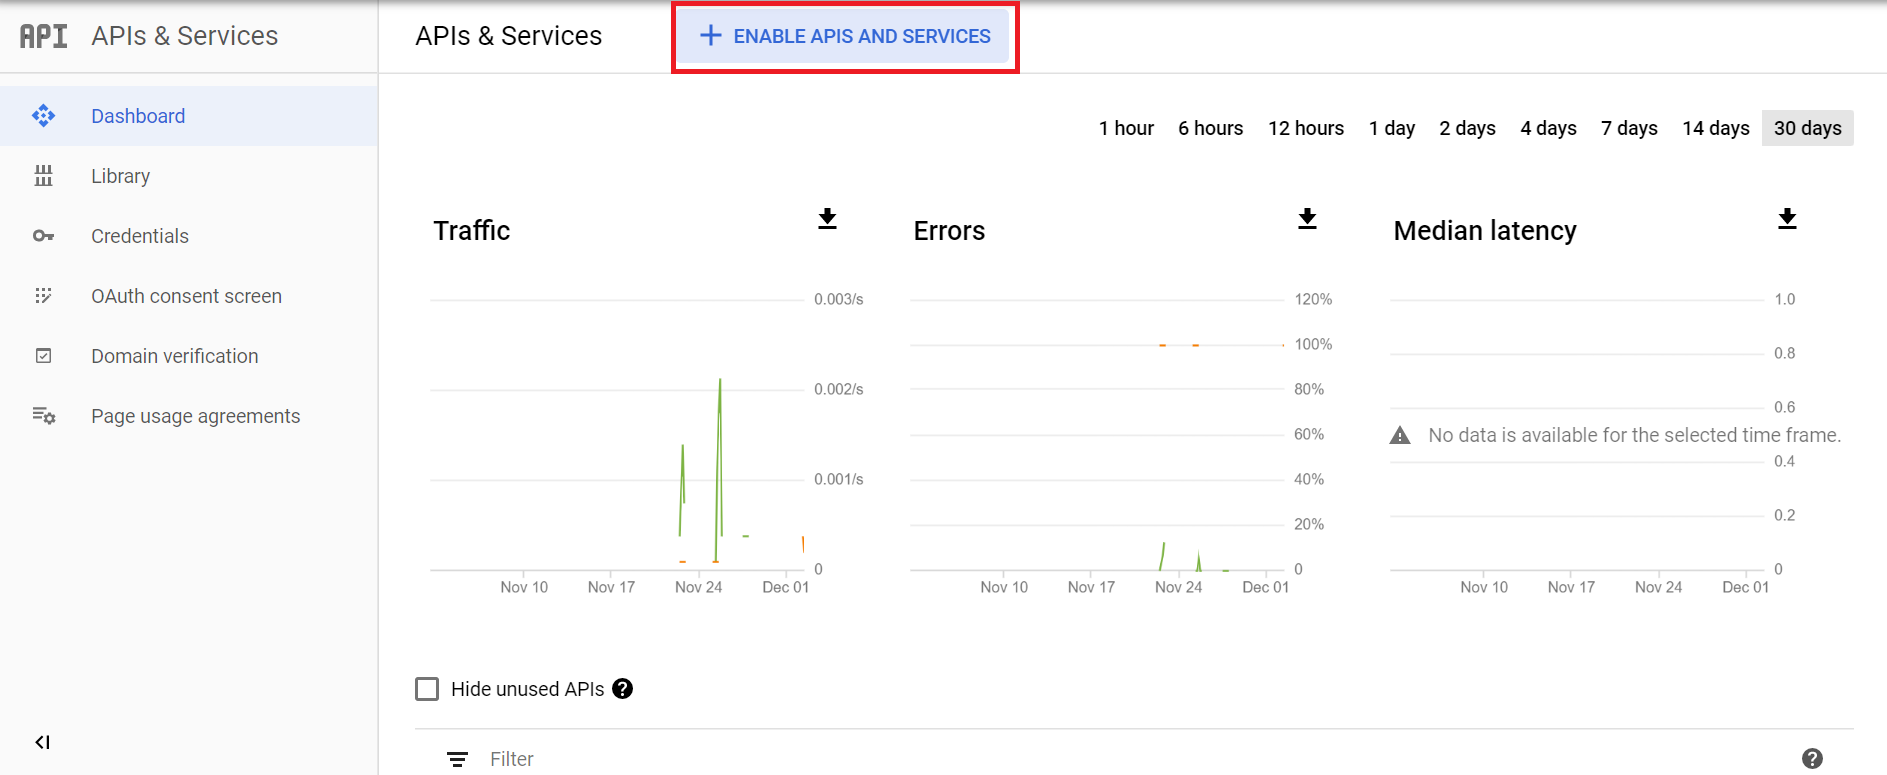 API APIs & Services
Dashboard
Library
Credentials
OAuth consent screen
Domain verification
Page usage agreements
APIs & Services
ENABLE APIS AND SERVICES
1 hour 6 hours 12 hours 1 day 2 days 4 days 7 days 14 days 30 days
Traffic
0.003/s
0.002/s
0.001/s
0
Nov 10 Nov 17 Nov 24 Dec 01
Errors
120%
100%
80%
60%
40%
20%
0
Nov 10 Nov 17 Nov 24 Dec 01
Median latency
1.0
0.8
0.6
No data is available for the selected time frame.
0.4
0.2
0
Nov 10 Nov 17 Nov 24 Dec 01
Hide unused APIs ?
Filter ?